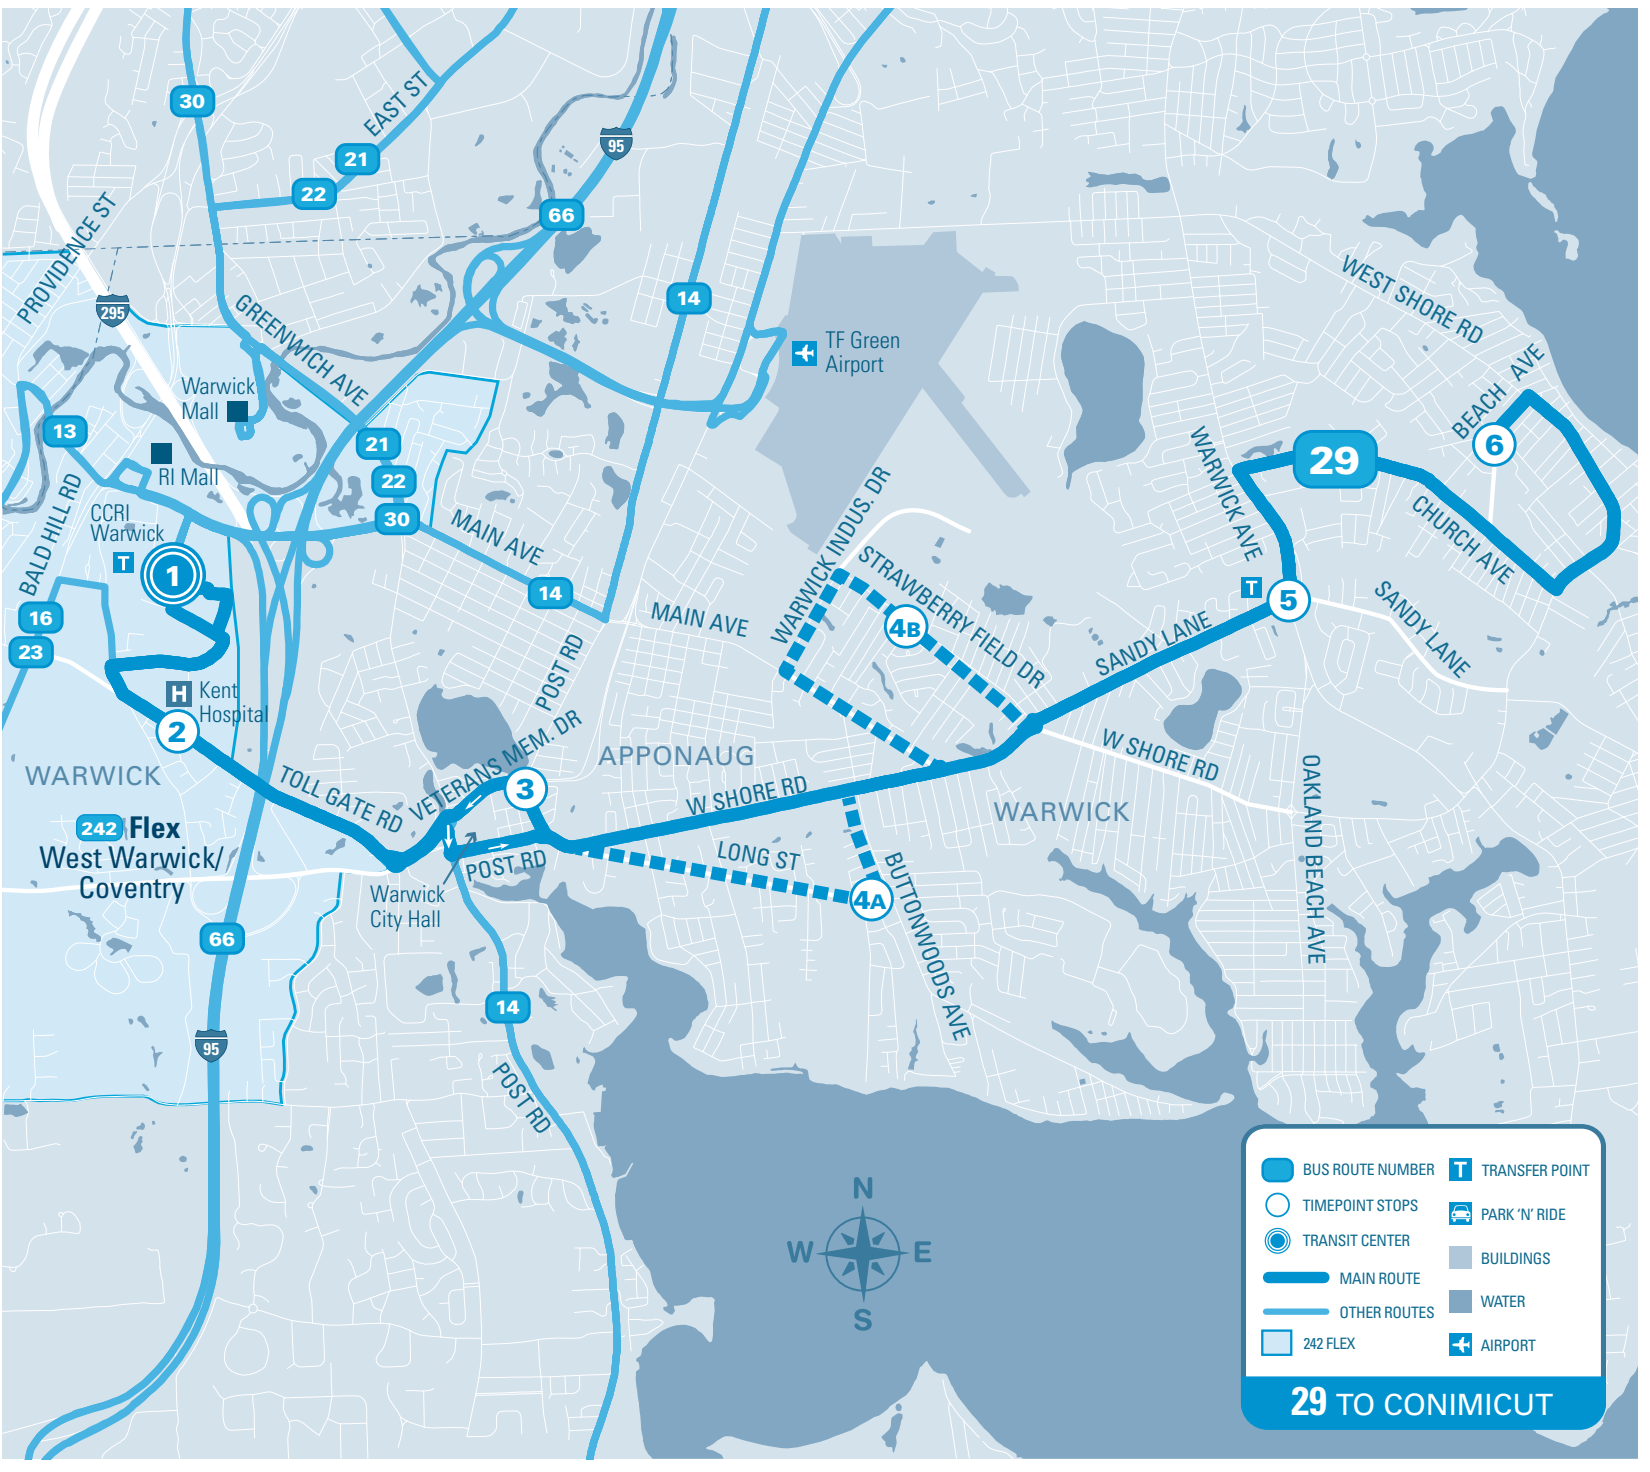 30
EAST ST
21
22
95
66
PROVIDENCE ST
295
GREENWICH AVE
14
TF Green
Airport
WEST SHORE RD
BEACH AVE
Warwick
Mall
13
RI Mall
21
22
30
BALD HILL RD
CCRI
Warwick
T
1
MAIN AVE
14
MAIN AVE
WARWICK INDUS. DR
STRAWBERRY FIELD DR
4B
WARWICK AVE
29
6
CHURCH AVE
T
5
SANDY LANE
SANDY LANE
16
23
H
Kent
Hospital
2
POST RD
VETERANS MEM. DR
3
APPONAUG
WARWICK
TOLL GATE RD
W SHORE RD
W SHORE RD
WARWICK
OAKLAND BEACH AVE
242 Flex
West Warwick/
Coventry
POST RD
Warwick
City Hall
LONG ST
4A
BUTTONWOODS AVE
66
14
95
POST RD
N
W
E
S
BUS ROUTE NUMBER
TIMEPOINT STOPS
TRANSIT CENTER
MAIN ROUTE
OTHER ROUTES
242 FLEX
T TRANSFER POINT
PARK 'N' RIDE
BUILDINGS
WATER
AIRPORT
29 TO CONIMICUT